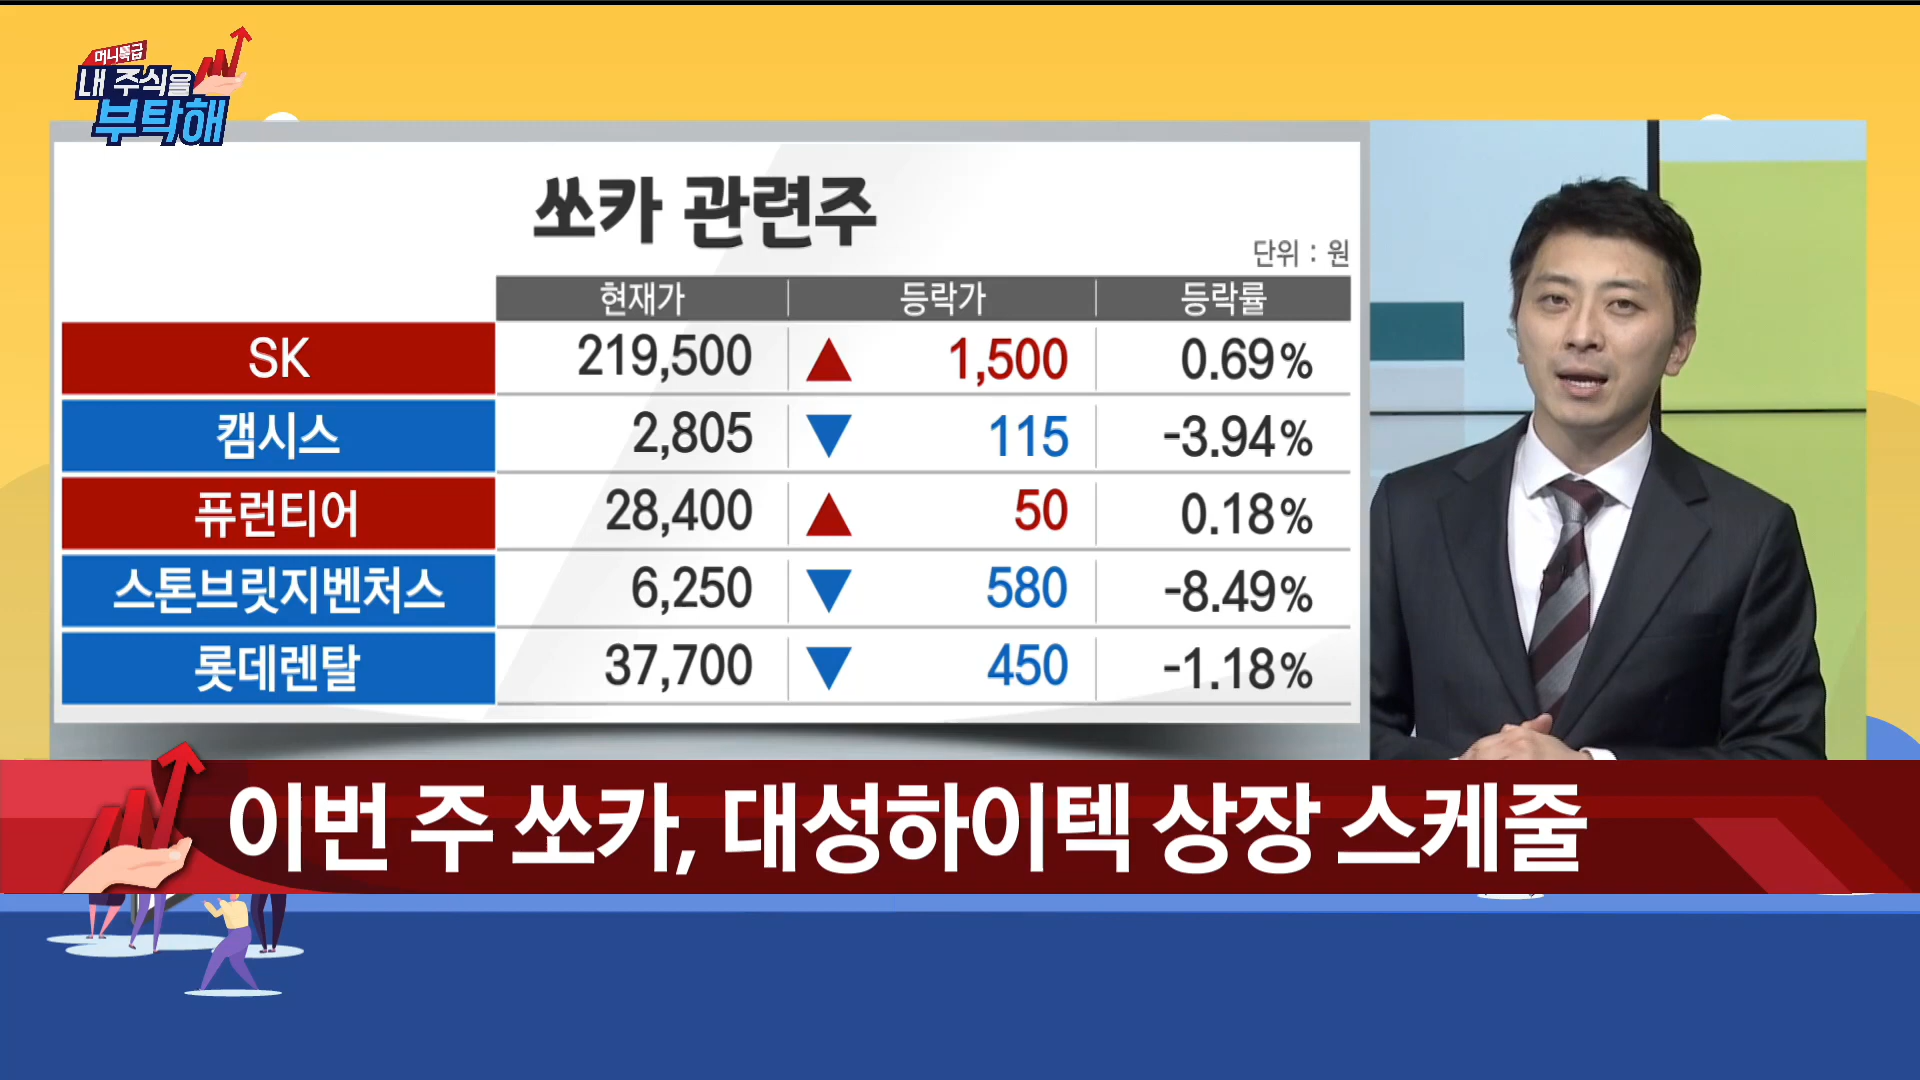 머니뭐급
내 주식을
부탁해
쏘카 관련주
단위 : 원
현재가 등락가 등락률
SK 219,500 ▲ 1,500 0.69%
캠시스 2,805 ▼ 115 -3.94%
퓨런티어 28,400 ▲ 50 0.18%
스톤브릿지벤처스 6,250 ▼ 580 -8.49%
롯데렌탈 37,700 ▼ 450 -1.18%
이번 주 쏘카, 대성하이텍 상장 스케줄